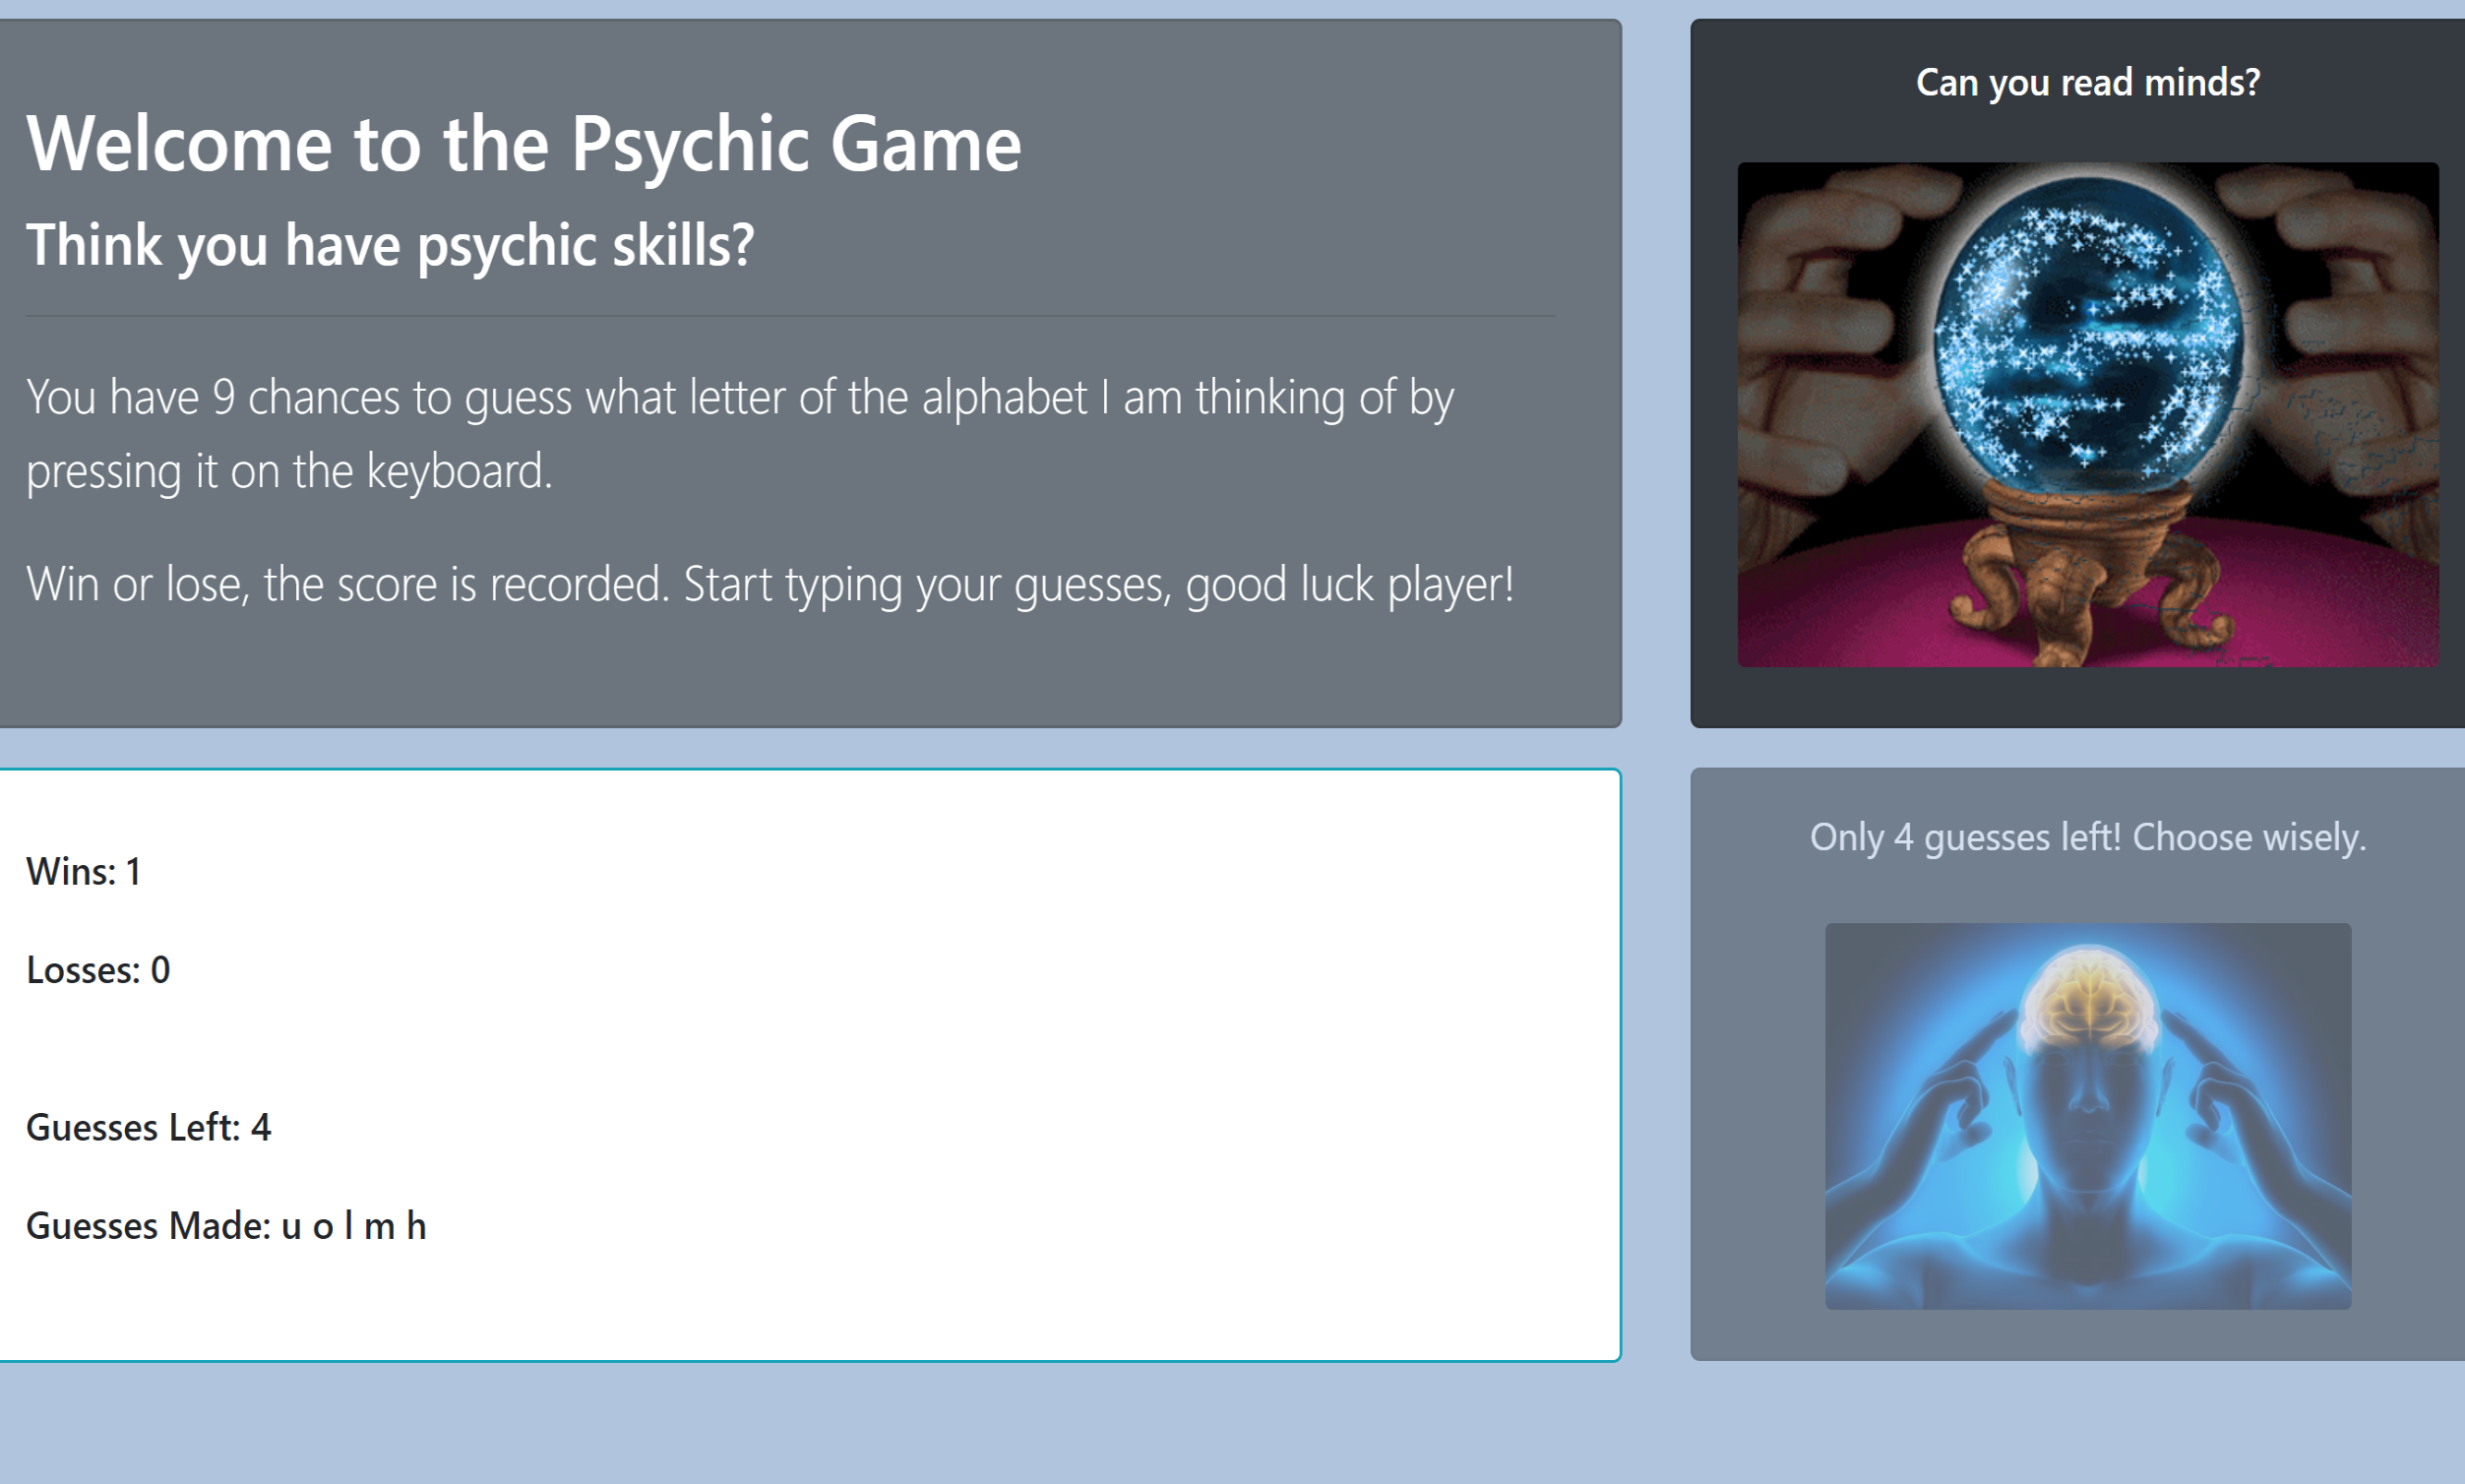 Welcome to the Psychic Game
Think you have psychic skills?
You have 9 chances to guess what letter of the alphabet I am thinking of by
pressing it on the keyboard.
Win or lose, the score is recorded. Start typing your guesses, good luck player!
Can you read minds?
Wins: 1
Losses: 0
Guesses Left: 4
Guesses Made: u o l m h
Only 4 guesses left! Choose wisely.